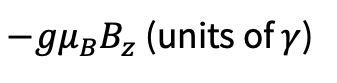 −gμ_B B_z (units of γ)